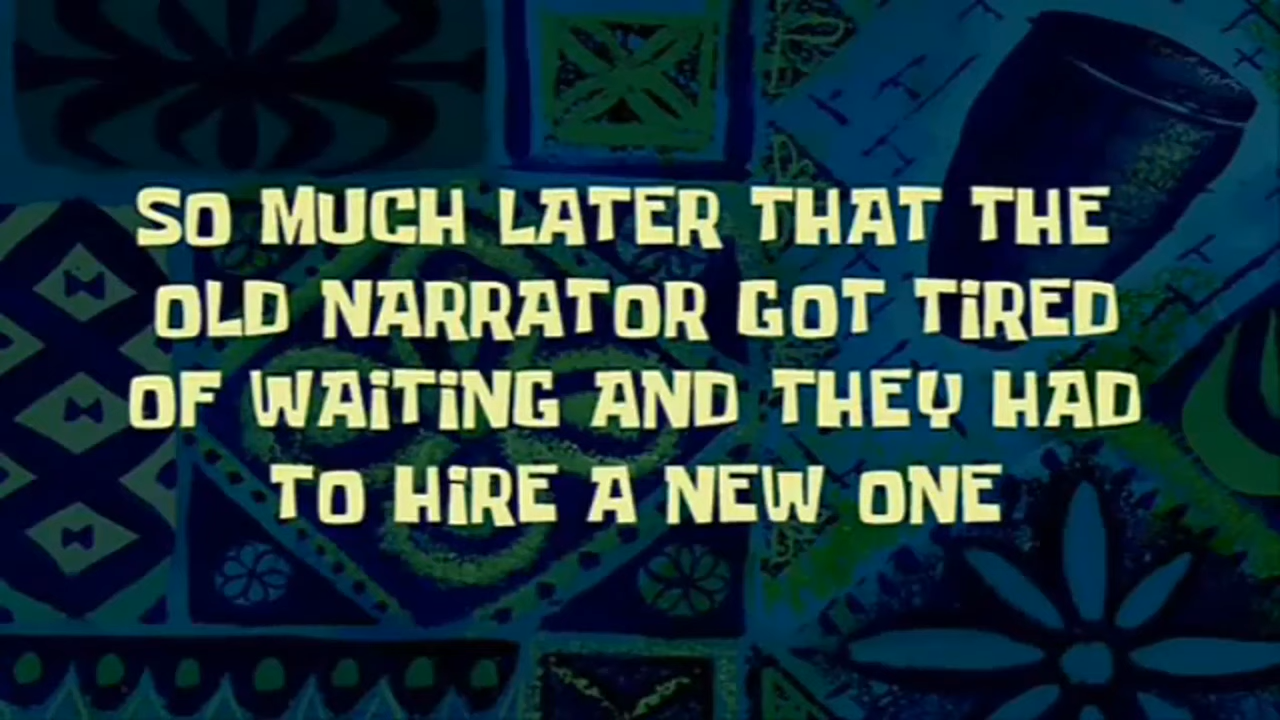 SO MUCH LATER THAT THE
OLD NARRATOR GOT TIRED
OF WAITING AND THEY HAD
TO HIRE A NEW ONE